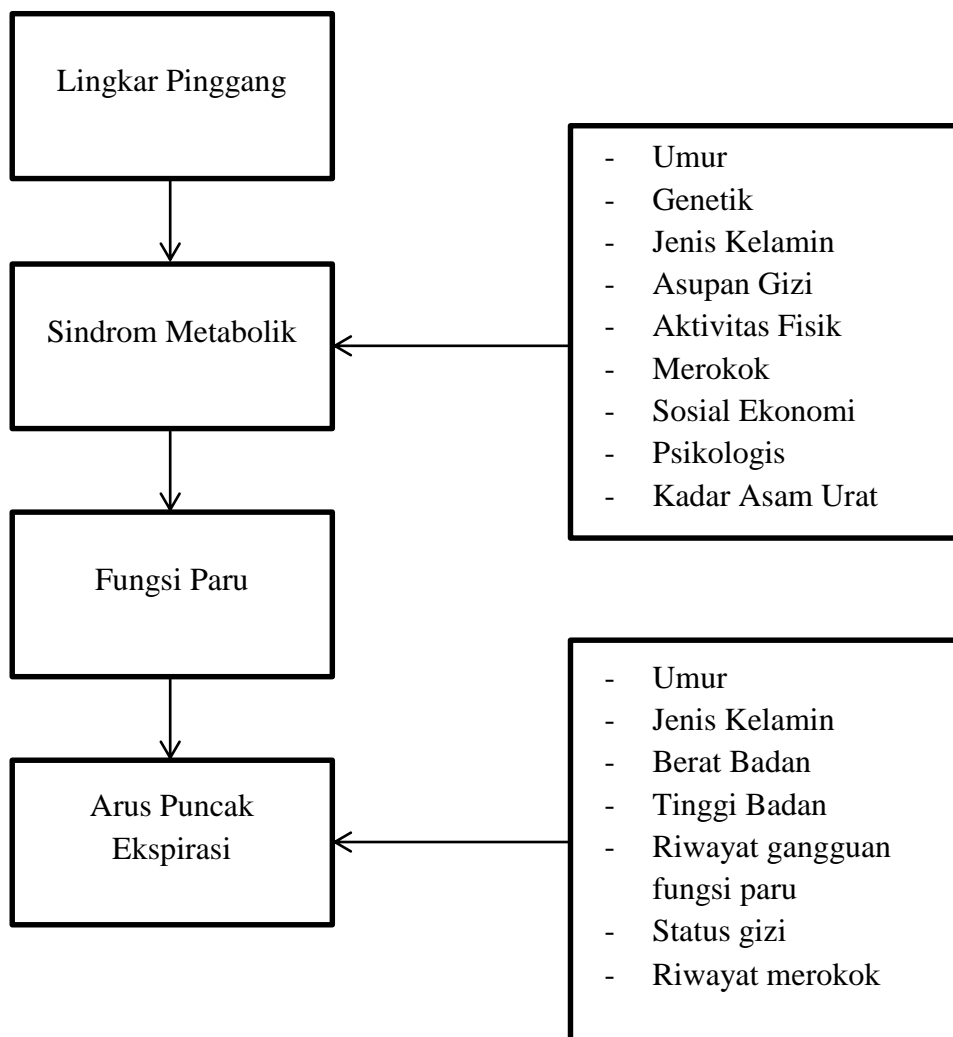 Lingkar Pinggang
Sindrom Metabolik
Fungsi Paru
Arus Puncak
Ekspirasi
- Umur
- Genetik
- Jenis Kelamin
- Asupan Gizi
- Aktivitas Fisik
- Merokok
- Sosial Ekonomi
- Psikologis
- Kadar Asam Urat
- Umur
- Jenis Kelamin
- Berat Badan
- Tinggi Badan
- Riwayat gangguan
fungsi paru
- Status gizi
- Riwayat merokok